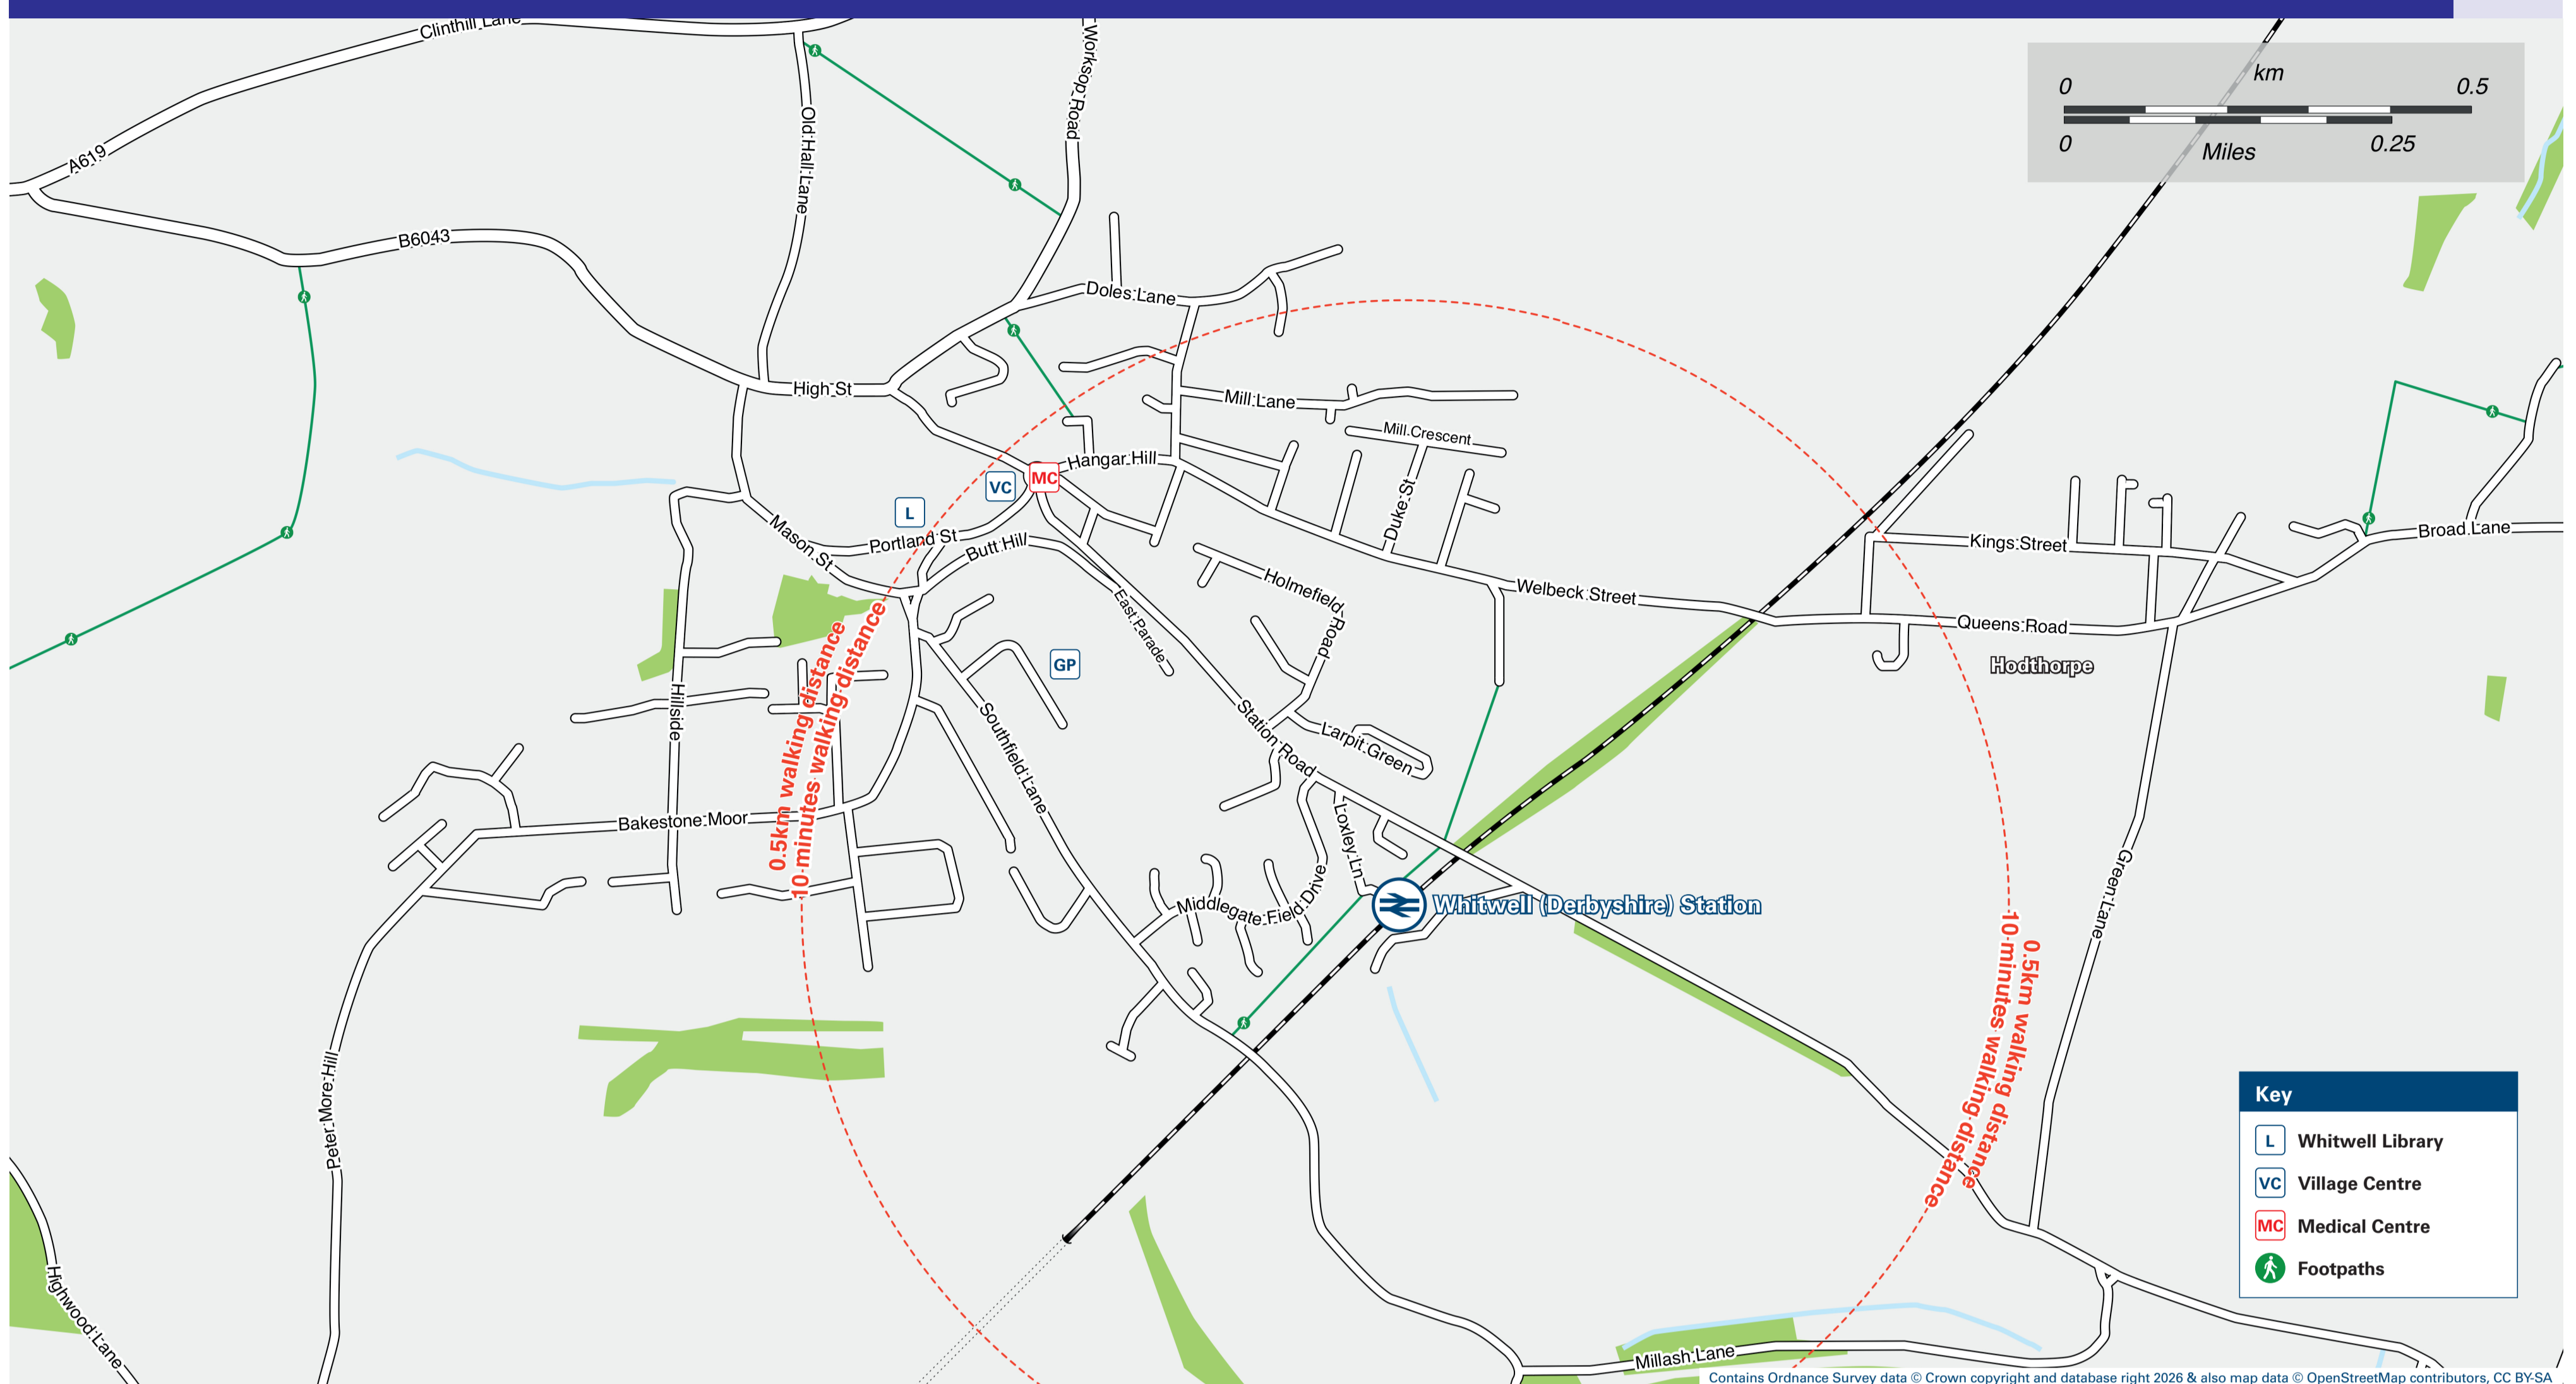 Clinthill Lane
Worksop Road
km
0
0.5
0
0.25
Miles
A619
Old Hall Lane
B6043
Doles Lane
High St
Mill Lane
Mill Crescent
Hangar Hill
MC
VC
L
Duke St
Mason St
Portland St
Butt Hill
Kings Street
Broad Lane
Holmefield Road
Welbeck Street
East Parade
Queens Road
Hodthorpe
GP
0.5km walking distance
10 minutes walking distance
Hillside
Southfield Lane
Station Road
Larpit Green
Bakestone Moor
Loxley Ln
Middlegate Field Drive
Whitwell (Derbyshire) Station
Green Lane
10 minutes walking distance
0.5km walking distance
Peter More Hill
Highwood Lane
Millash Lane
Key
L Whitwell Library
VC Village Centre
MC Medical Centre
Footpaths
Contains Ordnance Survey data © Crown copyright and database right 2026 & also map data © OpenStreetMap contributors, CC BY-SA